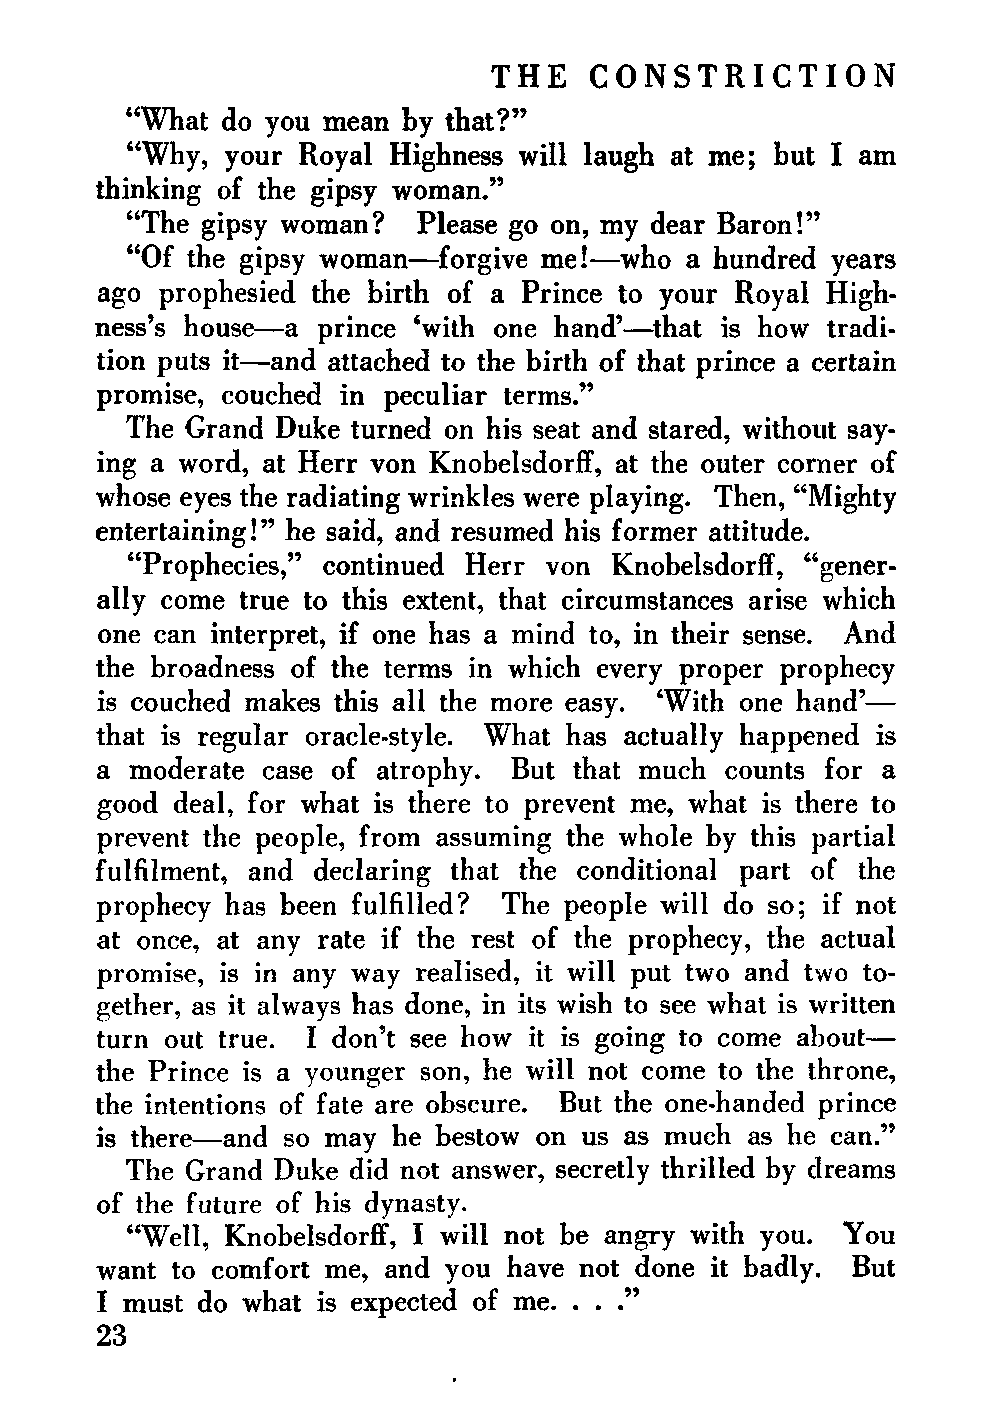 THE CONSTRICTION
“What do you mean by that?”
“Why, your Royal Highness will laugh at me; but I am
thinking of the gipsy woman.”
“The gipsy woman? Please go on, my dear Baron!”
“Of the gipsy woman—forgive me!—who a hundred years
ago prophesied the birth of a Prince to your Royal High-
ness’s house—a prince ‘with one hand’—that is how tradi-
tion puts it—and attached to the birth of that prince a certain
promise, couched in peculiar terms.”
The Grand Duke turned on his seat and stared, without say-
ing a word, at Herr von Knobelsdorff, at the outer corner of
whose eyes the radiating wrinkles were playing. Then, “Mighty
entertaining!” he said, and resumed his former attitude.
“Prophecies,” continued Herr von Knobelsdorff, “gener-
ally come true to this extent, that circumstances arise which
one can interpret, if one has a mind to, in their sense. And
the broadness of the terms in which every proper prophecy
is couched makes this all the more easy. ‘With one hand’—
that is regular oracle-style. What has actually happened is
a moderate case of atrophy. But that much counts for a
good deal, for what is there to prevent me, what is there to
prevent the people, from assuming the whole by this partial
fulfilment, and declaring that the conditional part of the
prophecy has been fulfilled? The people will do so; if not
at once, at any rate if the rest of the prophecy, the actual
promise, is in any way realised, it will put two and two to-
gether, as it always has done, in its wish to see what is written
turn out true. I don’t see how it is going to come about—
the Prince is a younger son, he will not come to the throne,
the intentions of fate are obscure. But the one-handed prince
is there—and so may he bestow on us as much as he can.”
The Grand Duke did not answer, secretly thrilled by dreams
of the future of his dynasty.
“Well, Knobelsdorff, I will not be angry with you. You
want to comfort me, and you have not done it badly. But
I must do what is expected of me. . . .”
23